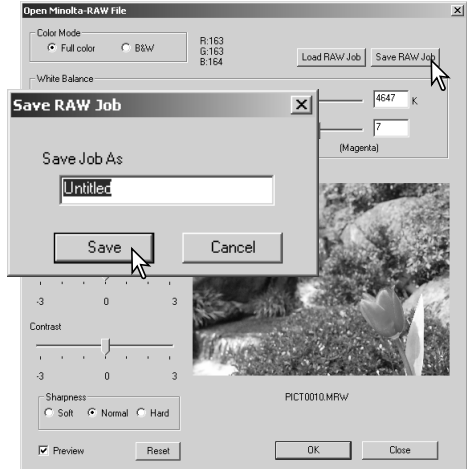 Open Minolta-RAW File
Color Mode
Full color B&W
R:163
G:163
B:164
Load RAW Job Save RAW Job
White Balance
4647 K
7
(Magenta)
Save RAW Job
Save Job As
Untitled
Save Cancel
-3 0 3
Contrast
-3 0 3
Sharpness
Soft Normal Hard
PICT0010.MRW
Preview Reset OK Close